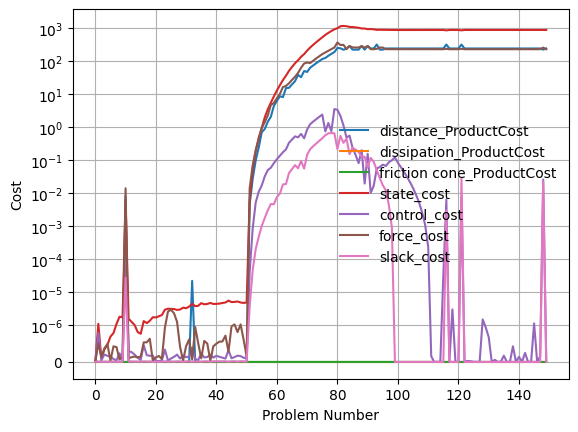 10³
10²
10¹
10⁰
10⁻¹
10⁻²
10⁻³
10⁻⁴
10⁻⁵
10⁻⁶
0
Cost
distance_ProductCost
dissipation_ProductCost
friction cone_ProductCost
state_cost
control_cost
force_cost
slack_cost
0 20 40 60 80 100 120 140
Problem Number